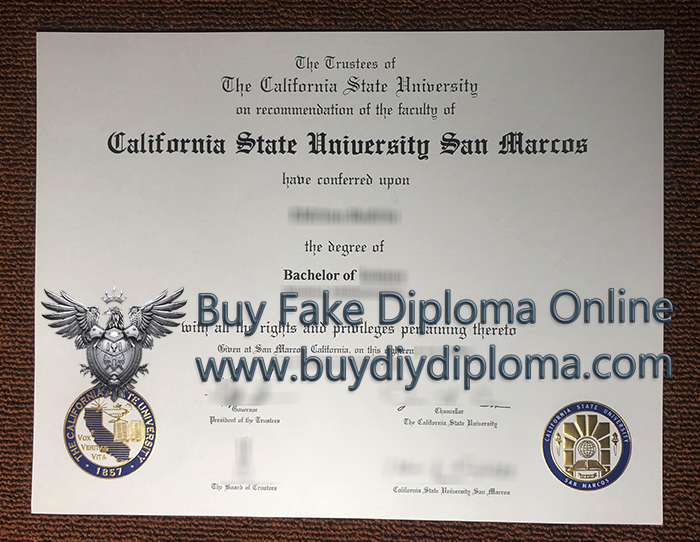 The Trustees of
The California State University
on recommendation of the faculty of
California State University San Marcos
have conferred upon
the degree of
Bachelor of
Buy Fake Diploma Online
with all the rights and privileges pertaining thereto
Given at San Marcos, California, on this
www.buydiydiploma.com
Governor
President of the Trustees
Chancellor
The California State University
THE CALIFORNIA STATE UNIVERSITY
VOX
VERITAS
VITA
· 1857 ·
CALIFORNIA STATE UNIVERSITY
SAN MARCOS
The Board of Trustees
California State University San Marcos